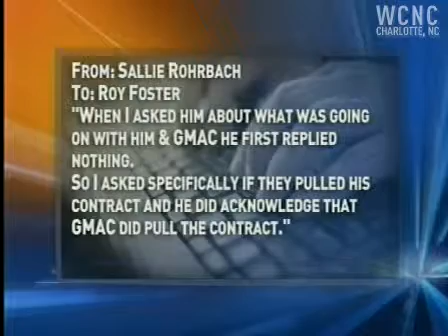 WCNC
CHARLOTTE, NC
FROM: SALLIE ROHRBACH
TO: ROY FOSTER
"WHEN I ASKED HIM ABOUT WHAT WAS GOING
ON WITH HIM & GMAC HE FIRST REPLIED
NOTHING.
SO I ASKED SPECIFICALLY IF THEY PULLED HIS
CONTRACT AND HE DID ACKNOWLEDGE THAT
GMAC DID PULL THE CONTRACT."